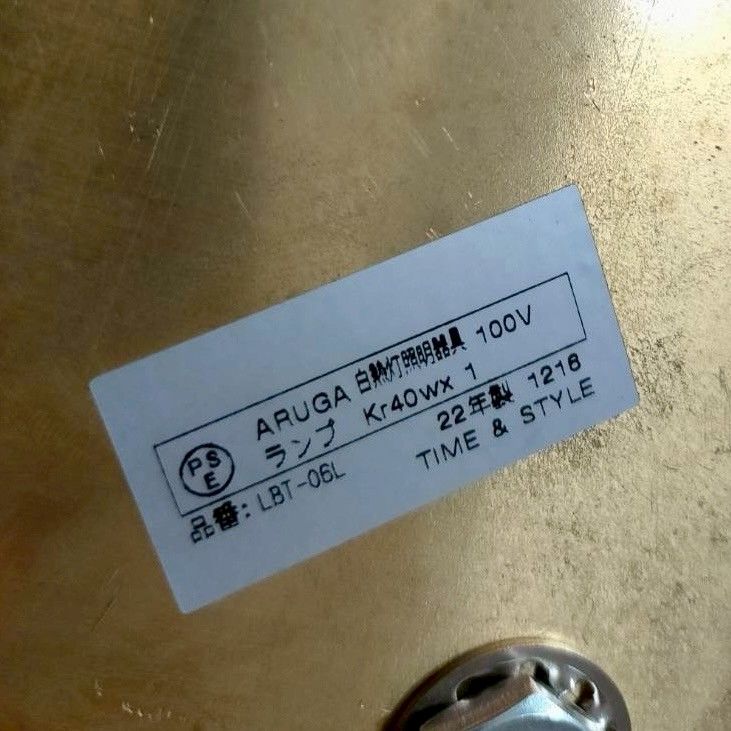 PSE
ARUGA 白熱灯照明器具 100V
ランプ Kr40wx 1
22年製 1218
品番: LBT-06L
TIME & STYLE